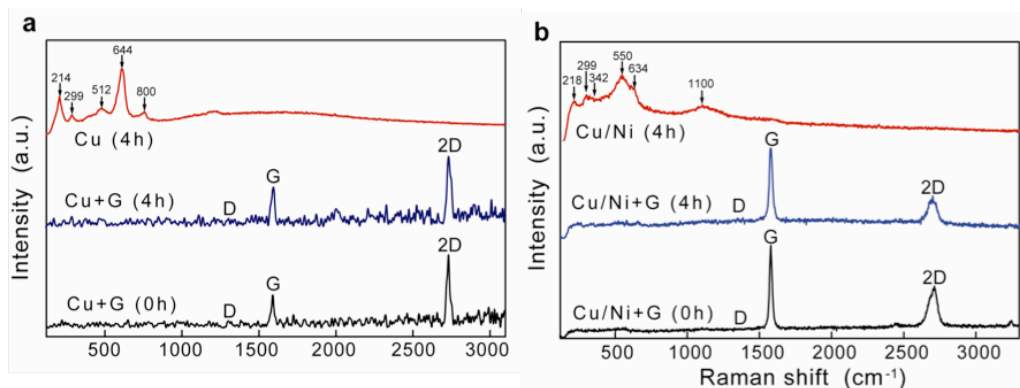 a
644
214
299
512
800
Cu (4h)
2D
G
D
Cu+G (4h)
2D
G
D
Cu+G (0h)
Intensity (a.u.)
500 1000 1500 2000 2500 3000
b
550
299
634
218
342
1100
Cu/Ni (4h)
G
2D
D
Cu/Ni+G (4h)
G
2D
D
Cu/Ni+G (0h)
Intensity (a.u.)
500 1000 1500 2000 2500 3000
Raman shift (cm⁻¹)